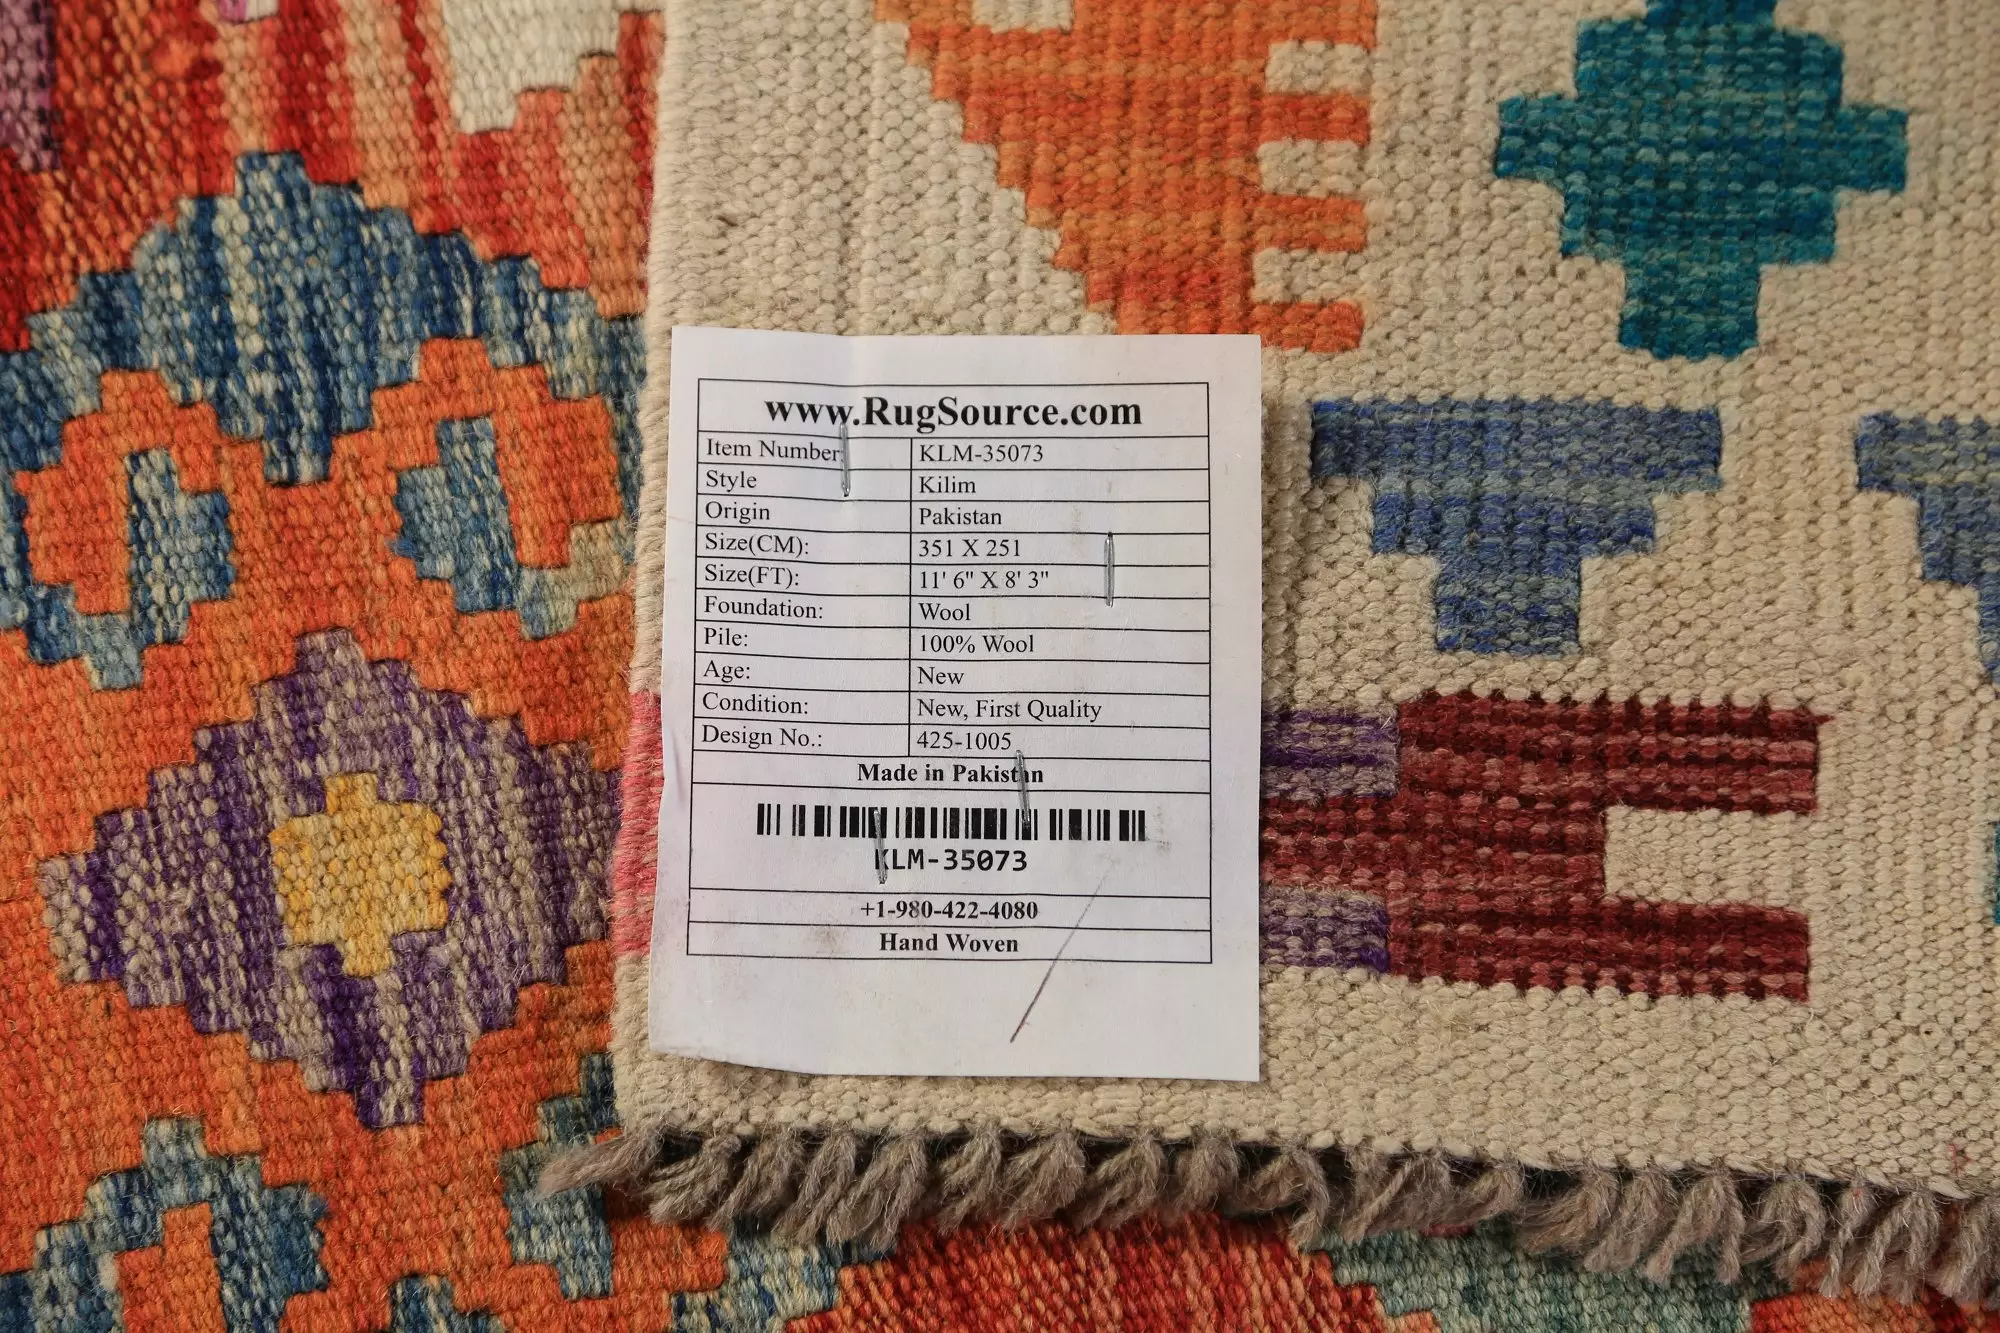 www.RugSource.com
Item Number: KLM-35073
Style Kilim
Origin Pakistan
Size(CM): 351 X 251
Size(FT): 11' 6" X 8' 3"
Foundation: Wool
Pile: 100% Wool
Age: New
Condition: New, First Quality
Design No.: 425-1005
Made in Pakistan
KLM-35073
+1-980-422-4080
Hand Woven